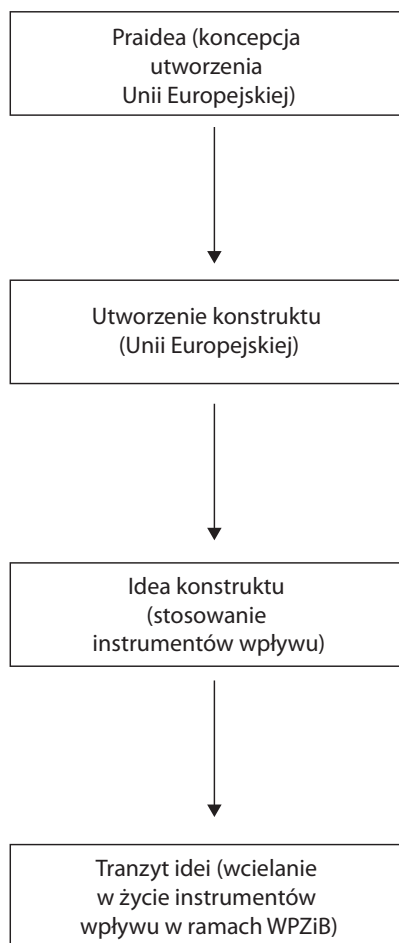 Praidea (koncepcja
utworzenia
Unii Europejskiej)
Utworzenie konstruktu
(Unii Europejskiej)
Idea konstruktu
(stosowanie
instrumentów wpływu)
Tranzyt idei (wcielanie
w życie instrumentów
wpływu w ramach WPZiB)